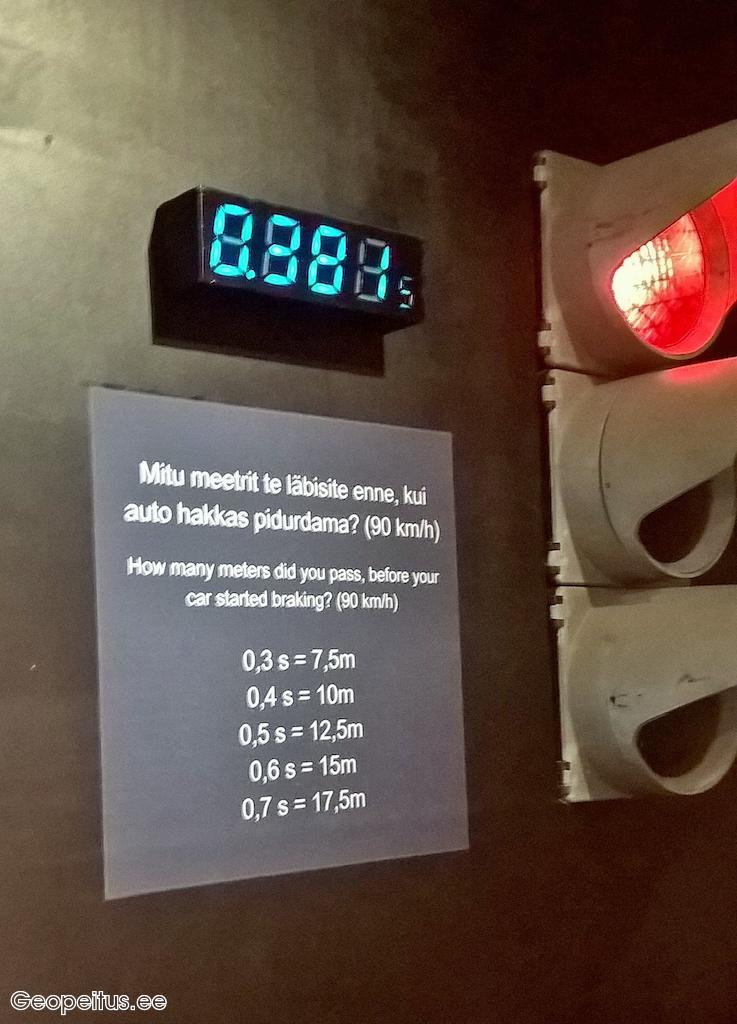 0.381 s
Mitu meetrit te läbisite enne, kui
auto hakkas pidurdama? (90 km/h)
How many meters did you pass, before your
car started braking? (90 km/h)
0,3 s = 7,5m
0,4 s = 10m
0,5 s = 12,5m
0,6 s = 15m
0,7 s = 17,5m
Geopeitus.ee